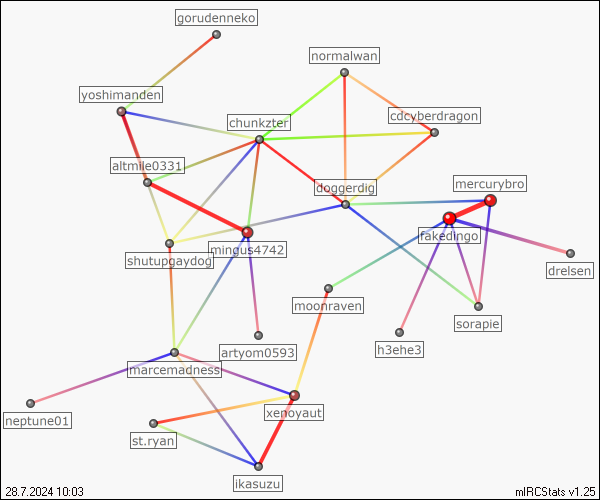 gorudenneko
normalwan
yoshimanden
cdcyberdragon
chunkzter
altmile0331
doggerdig
mercurybro
fakedingo
mingus4742
shutupgaydog
drelsen
moonraven
sorapie
artyom0593
h3ehe3
marcemadness
neptune01
xenoyaut
st.ryan
ikasuzu
28.7.2024 10:03
mIRCStats v1.25